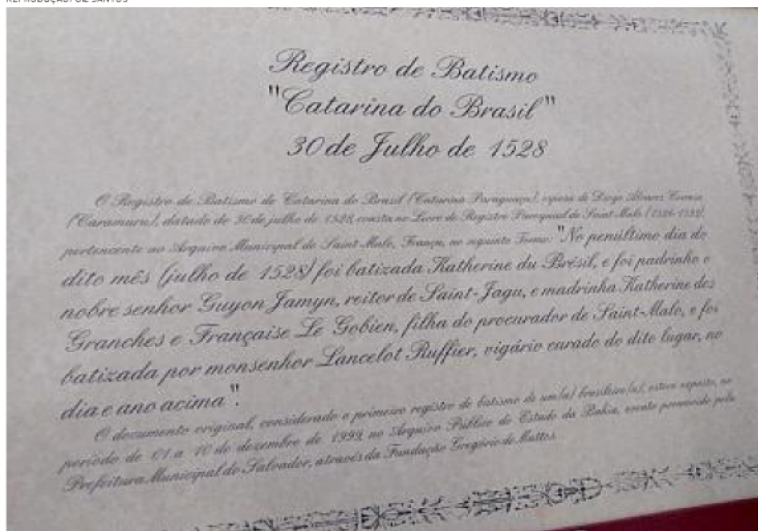 REPRODUÇÃO: OZ SANTOS
Registro de Batismo
"Catarina do Brasil"
30 de Julho de 1528
O Registro de Batismo de Catarina do Brasil (Catarina Paraguaçu), esposa de Diogo Álvares Correia
(Caramuru), datado de 30 de julho de 1528, consta no Livro de Registro Paroquial de Saint-Malo
pertencente ao Arquivo Municipal de Saint-Malo, França, no seguinte Termo: "No penúltimo dia do
dito mês (julho de 1528) foi batizada Katherine du Brésil, e foi padrinho o
nobre senhor Guyon Jamyn, reitor de Saint-Jagu, e madrinha Katherine des
Granches e Française Le Gobien, filha do procurador de Saint-Malo, e foi
batizada por monsenhor Lancelot Ruffier, vigário curado do dito lugar, no
dia e ano acima".
O documento original, considerado o primeiro registro de batismo de um(a) brasileiro(a), esteve exposto, no
período de 01 a 10 de dezembro de 1999, no Arquivo Público do Estado da Bahia, evento promovido pela
Prefeitura Municipal do Salvador, através da Fundação Gregório de Mattos.